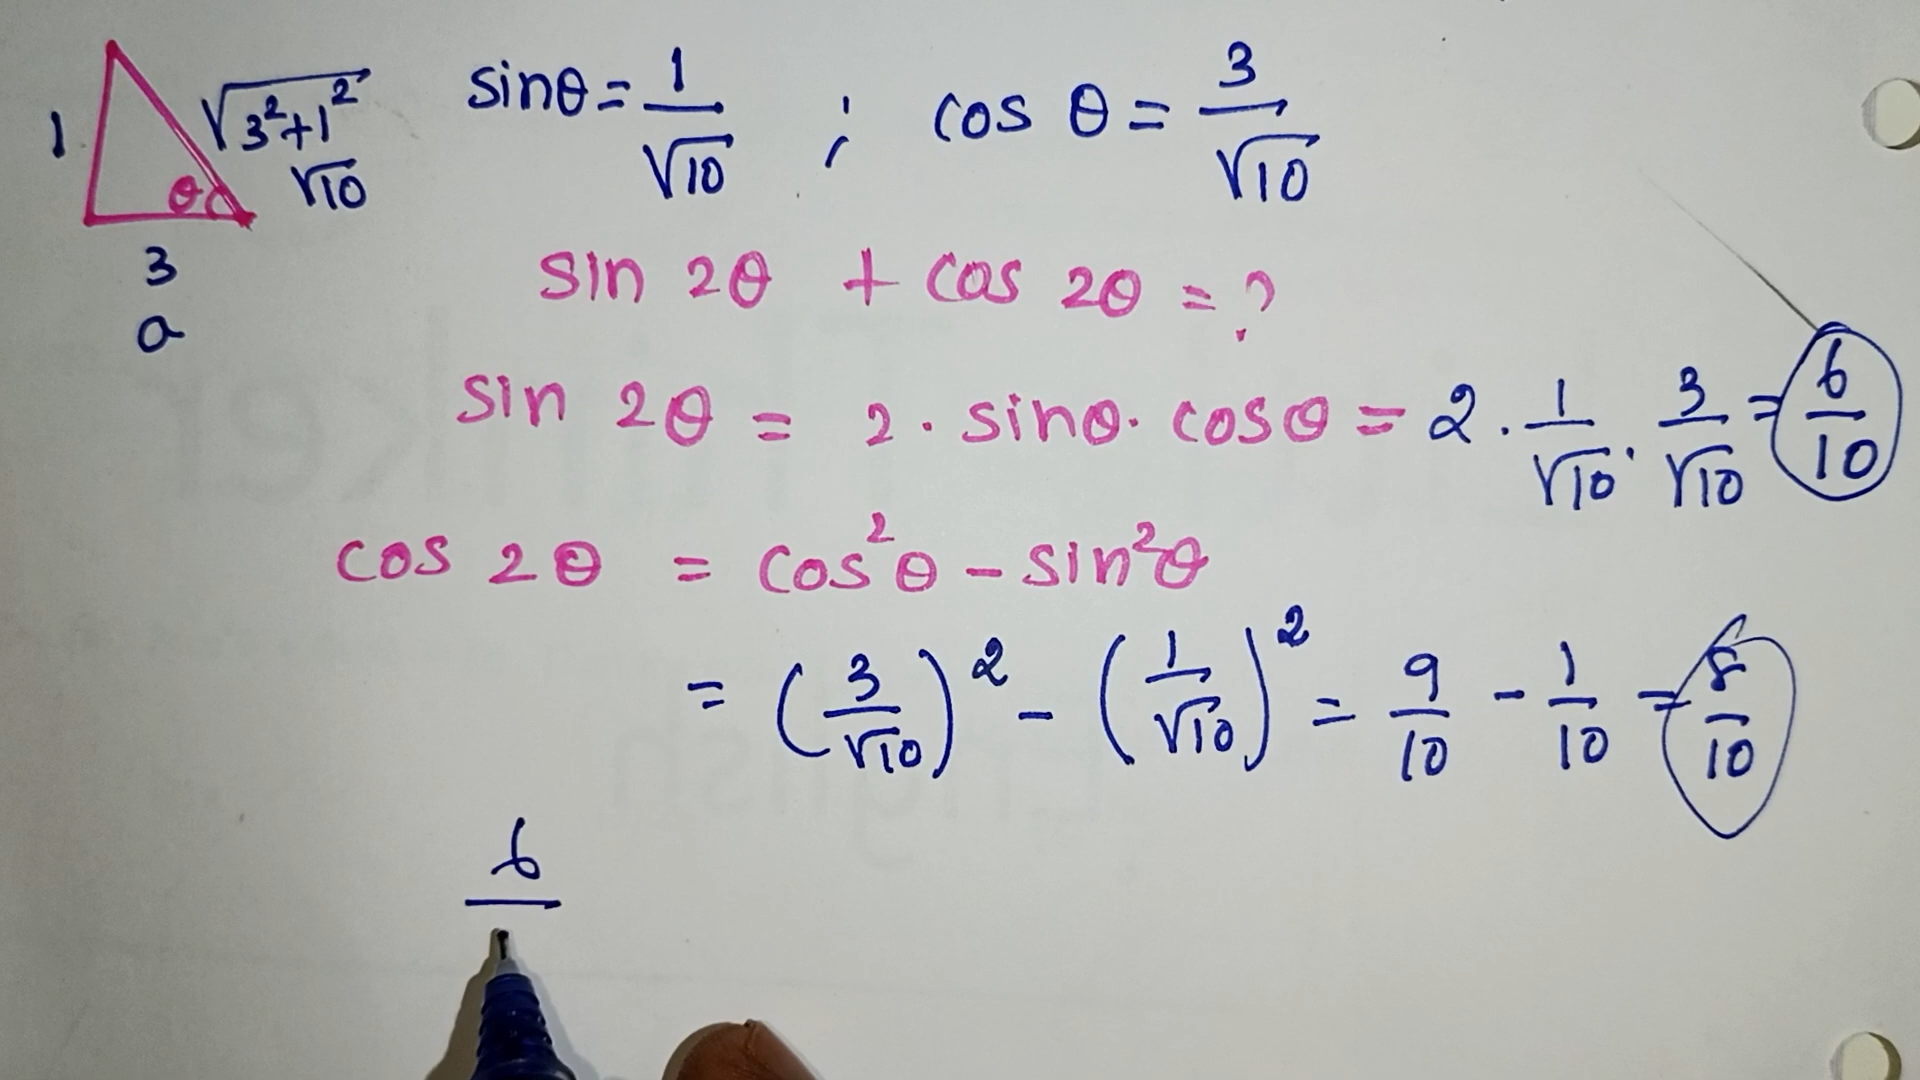 1 √3²+1² sinθ = 1/√10 ; cos θ = 3/√10
√10
θ
3
a
sin 2θ + cos 2θ = ?
sin 2θ = 2 · sinθ · cosθ = 2 · 1/√10 · 3/√10 = 6/10
cos 2θ = cos²θ - sin²θ
= (3/√10)² - (1/√10)² = 9/10 - 1/10 = 8/10
6